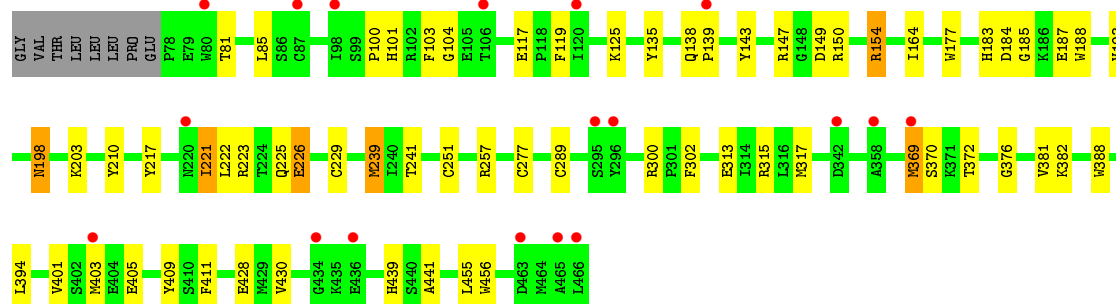 GLY VAL THR LEU LEU LEU PRO GLU P78 E79 W80 T81 L85 S86 C87 I98 S99 P100 H101 R102 F103 G104 E105 T106 E117 P118 F119 I120 K125 Y135 Q138 P139 Y143 R147 G148 D149 R150 R154 I164 W177 H183 D184 G185 K186 E187 W188
N198 K203 Y210 Y217 N220 I221 L222 R223 T224 Q225 E226 C229 M239 I240 T241 C251 R257 C277 C289 S295 Y296 R300 P301 F302 E313 I314 R315 L316 M317 D342 A358 M369 S370 K371 T372 G376 V381 K382 W388
L394 V401 S402 M403 E404 E405 Y409 S410 F411 E428 M429 V430 G434 K435 E436 H439 S440 A441 L455 W456 D463 M464 A465 L466